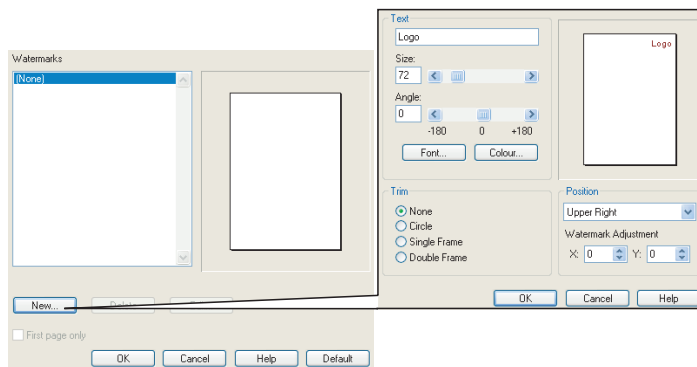 Watermarks
(None)
New...
Delete
First page only
OK Cancel Help Default
Text
Logo
Size:
72
Angle:
0
-180 0 +180
Font... Colour...
Logo
Trim
None
Circle
Single Frame
Double Frame
Position
Upper Right
Watermark Adjustment
X: 0 Y: 0
OK Cancel Help